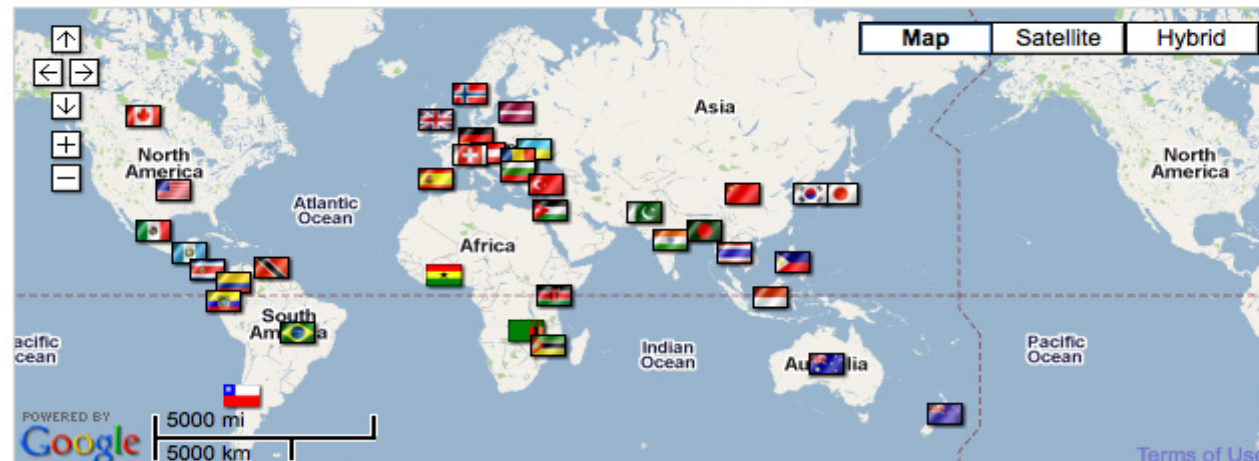 Map
Satellite
Hybrid
Asia
North
America
North
America
Atlantic
Ocean
Africa
South
America
acific
cean
Indian
Ocean
Australia
Pacific
Ocean
POWERED BY
Google
5000 mi
5000 km
Terms of Use